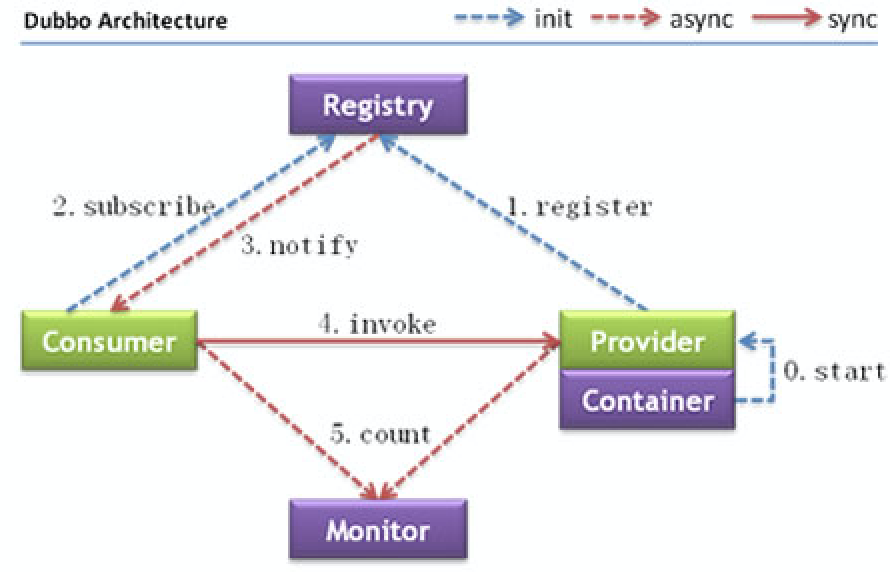 Dubbo Architecture
init
async
sync
Registry
2. subscribe
1. register
3. notify
4. invoke
Consumer
Provider
0. start
Container
5. count
Monitor